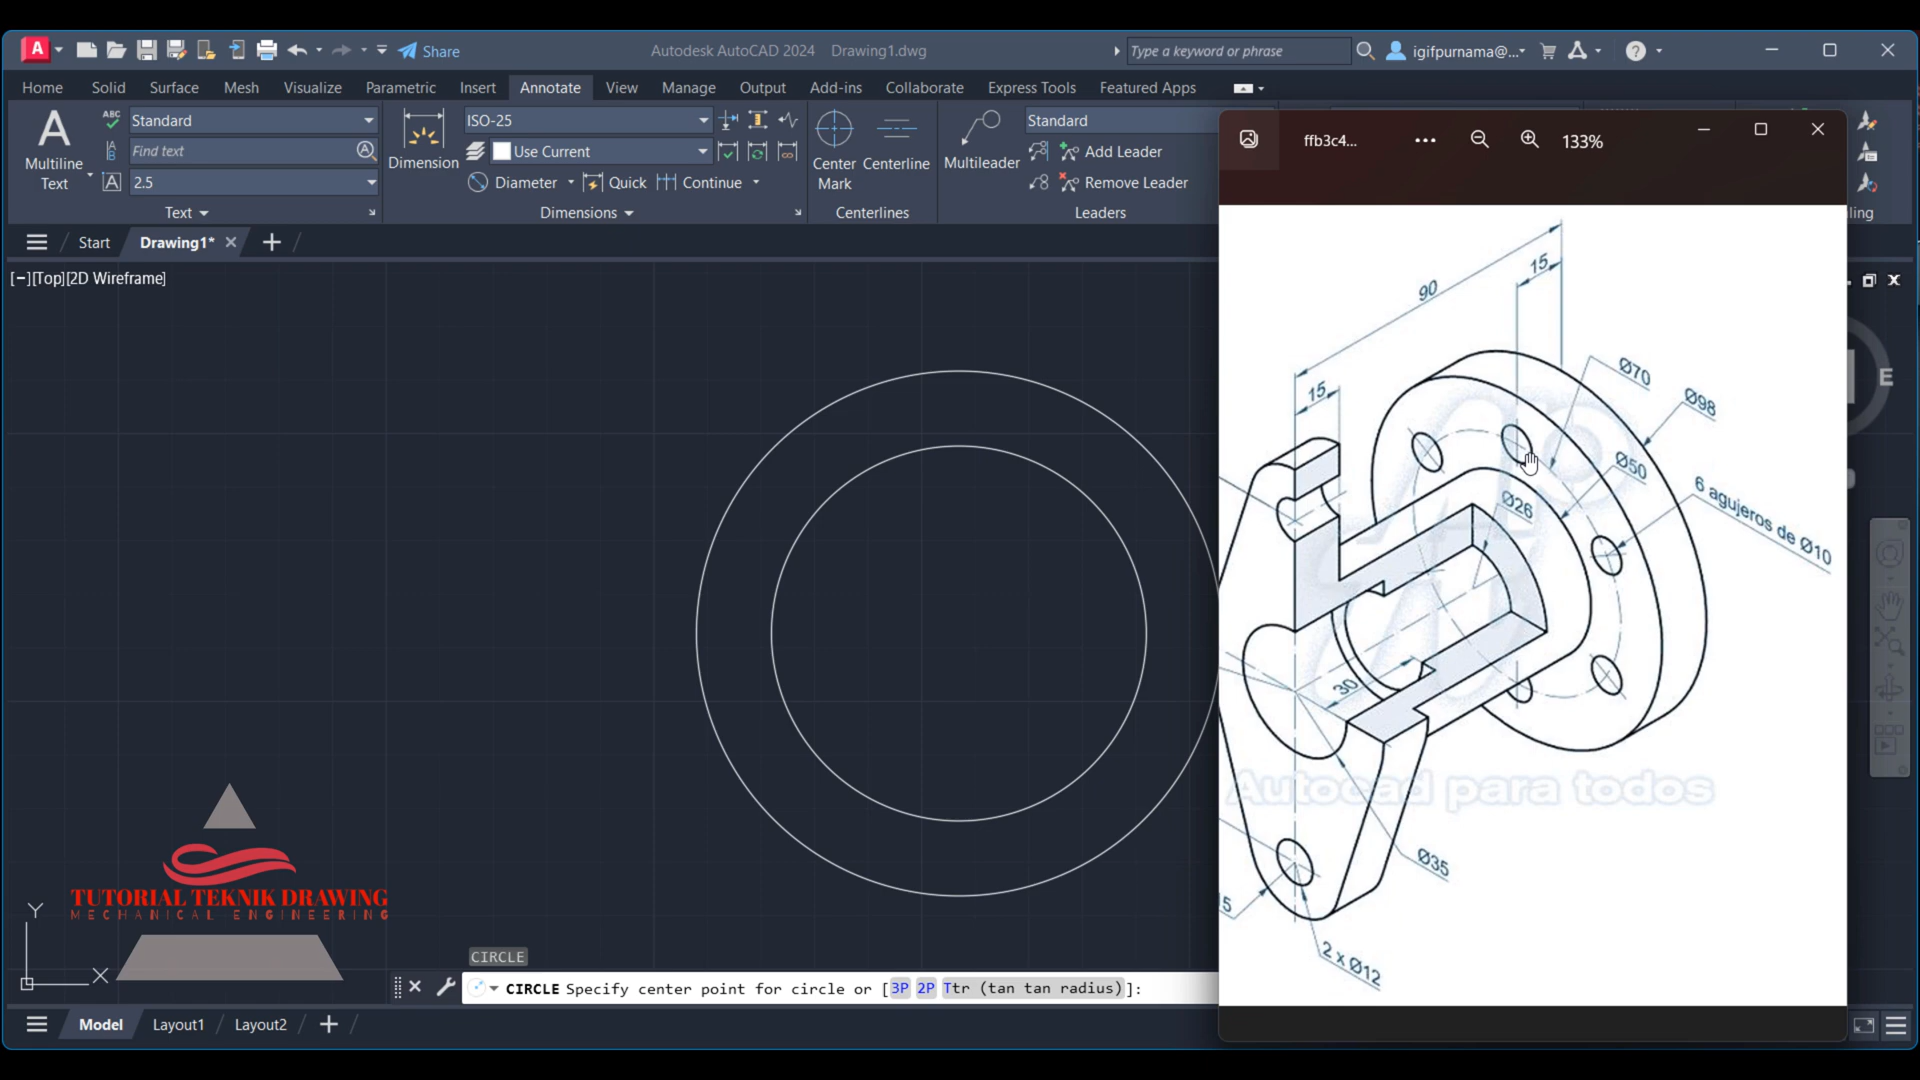 A Share Autodesk AutoCAD 2024 Drawing1.dwg Type a keyword or phrase igifpurnama@... ?
Home Solid Surface Mesh Visualize Parametric Insert Annotate View Manage Output Add-ins Collaborate Express Tools Featured Apps
A ABC Standard ISO-25 Standard
Multiline Text Find text Dimension Use Current Center Mark Centerline Multileader Add Leader
A 2.5 Diameter Quick Continue Remove Leader
Text Dimensions Centerlines Leaders ling
Start Drawing1* +
[−][Top][2D Wireframe]
ffb3c4... 133%
90
15
15
Ø70
Ø98
Ø50
Ø26
6 agujeros de Ø10
30
Autocad para todos
Ø35
5
2 x Ø12
E
TUTORIAL TEKNIK DRAWING
MECHANICAL ENGINEERING
Y
X
CIRCLE
CIRCLE Specify center point for circle or [3P 2P Ttr (tan tan radius)]:
Model Layout1 Layout2 +